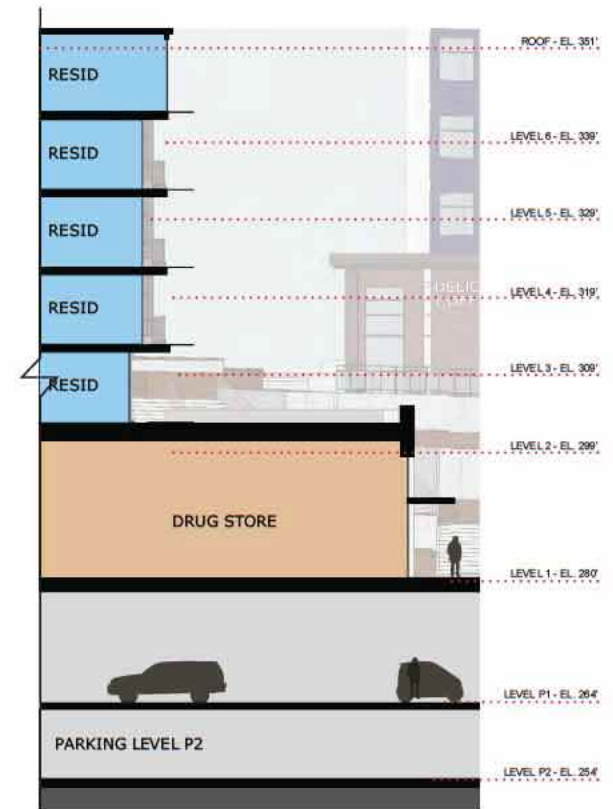 ROOF - EL. 351'
RESID
LEVEL 6 - EL. 339'
RESID
LEVEL 5 - EL. 329'
RESID
LEVEL 4 - EL. 319'
RESID
LEVEL 3 - EL. 309'
RESID
LEVEL 2 - EL. 299'
DRUG STORE
LEVEL 1 - EL. 280'
LEVEL P1 - EL. 264'
PARKING LEVEL P2
LEVEL P2 - EL. 254'